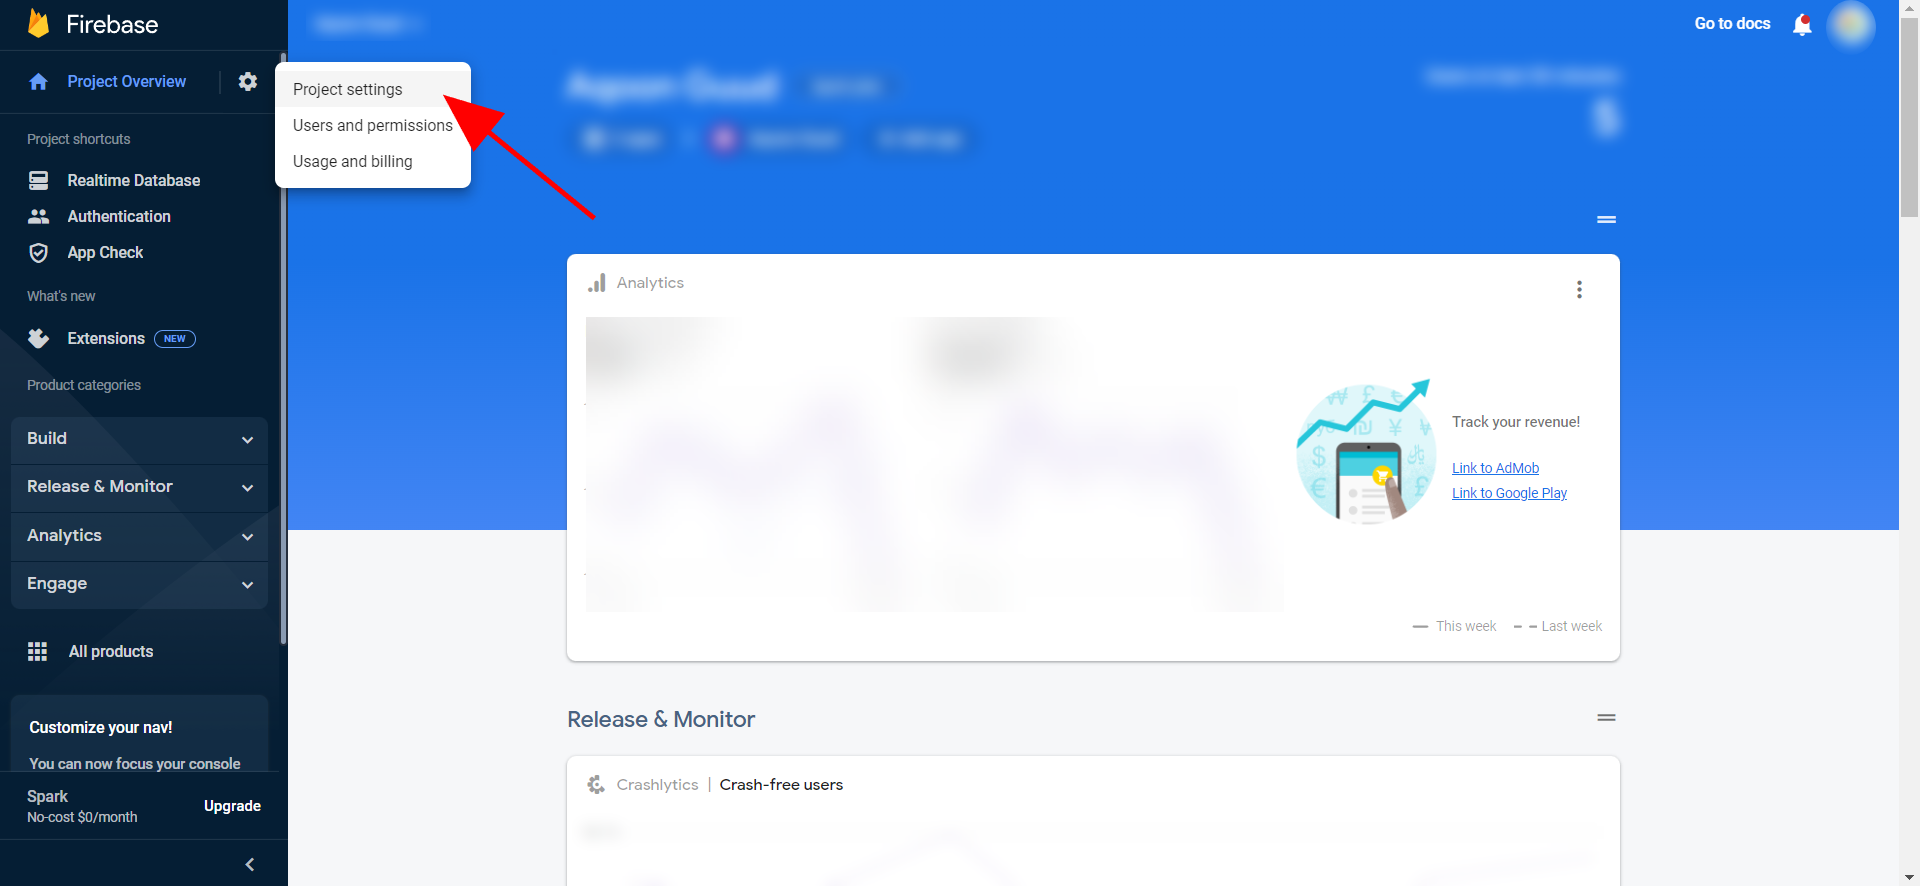 Firebase
Go to docs
Project Overview
Project settings
Users and permissions
Usage and billing
Project shortcuts
Realtime Database
Authentication
App Check
What's new
Extensions NEW
Product categories
Build
Release & Monitor
Analytics
Engage
All products
Customize your nav!
You can now focus your console
Spark
No-cost $0/month
Upgrade
Analytics
Track your revenue!
Link to AdMob
Link to Google Play
This week
Last week
Release & Monitor
Crashlytics | Crash-free users